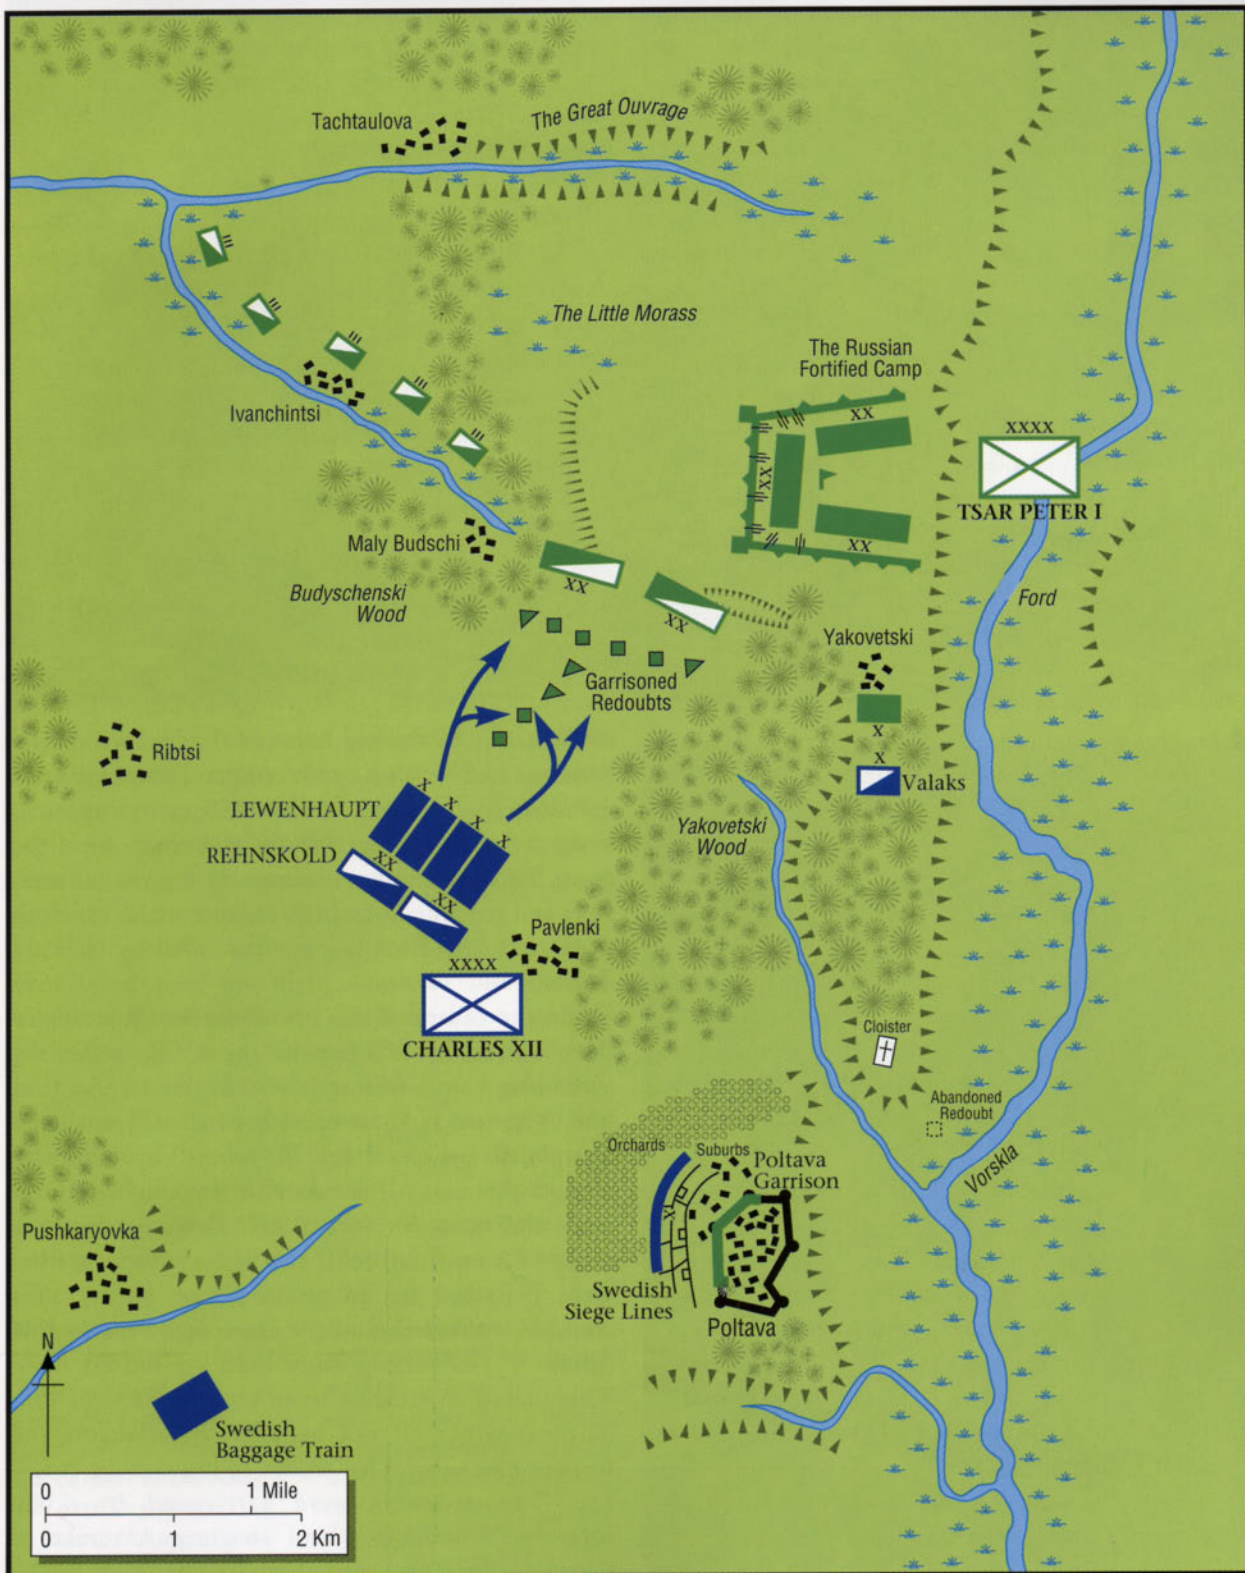 The Great Ouvrage
Tachtaulova
The Little Morass
The Russian
Fortified Camp
Ivanchintsi
XX
XXXX
XX
TSAR PETER I
XX
Maly Budschi
XX
Budyschenski
Wood
XX
Ford
Yakovetski
Garrisoned
Redoubts
X
Ribtsi
X
Valaks
LEWENHAUPT
X
X
X
X
Yakovetski
Wood
REHNSKOLD
XX
XX
Pavlenki
XXXX
CHARLES XII
Cloister
Abandoned
Redoubt
Orchards
Suburbs
Poltava
Garrison
Vorskla
X
Pushkaryovka
Swedish
Siege Lines
Poltava
N
Swedish
Baggage Train
0 1 Mile
0 1 2 Km